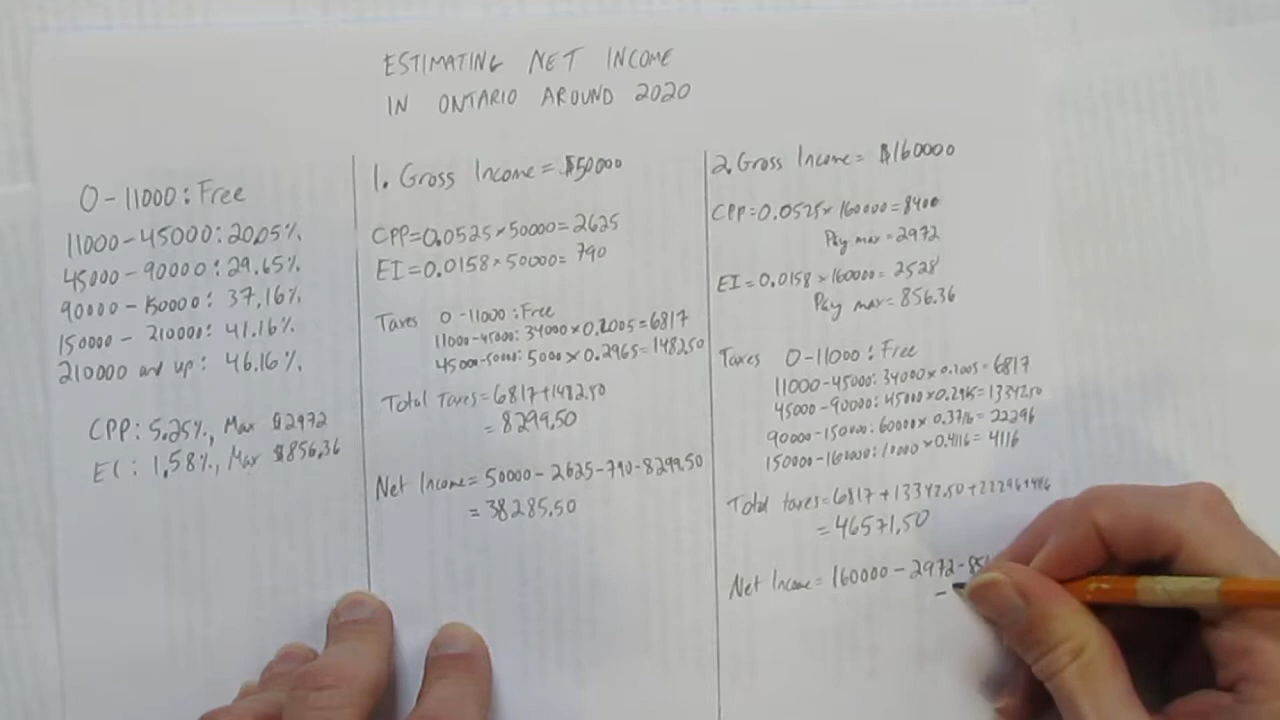 ESTIMATING NET INCOME
IN ONTARIO AROUND 2020
0-11000: Free
11000-45000: 20.05%
45000-90000: 29.65%
90000-150000: 37.16%
150000-210000: 41.16%
210000 and up: 46.16%
CPP: 5.25%, Max $2972
EI: 1.58%, Max $856.36
1. Gross Income = $50000
CPP=0.0525×50000=2625
EI=0.0158×50000=790
Taxes 0-11000: Free
11000-45000: 34000×0.2005=6817
45000-50000: 5000×0.2965=1482.50
Total Taxes=6817+1482.50
=8299.50
Net Income=50000-2625-790-8299.50
=38285.50
2. Gross Income= $160000
CPP=0.0525×160000=8400
Pay max=2972
EI=0.0158×160000=2528
Pay max=856.36
Taxes 0-11000: Free
11000-45000: 34000×0.2005=6817
45000-90000: 45000×0.2965=13342.50
90000-150000: 60000×0.3716=22296
150000-160000: 10000×0.4116=4116
Total taxes=6817+13342.50+22296+4116
=46571.50
Net Income=160000-2972-
-